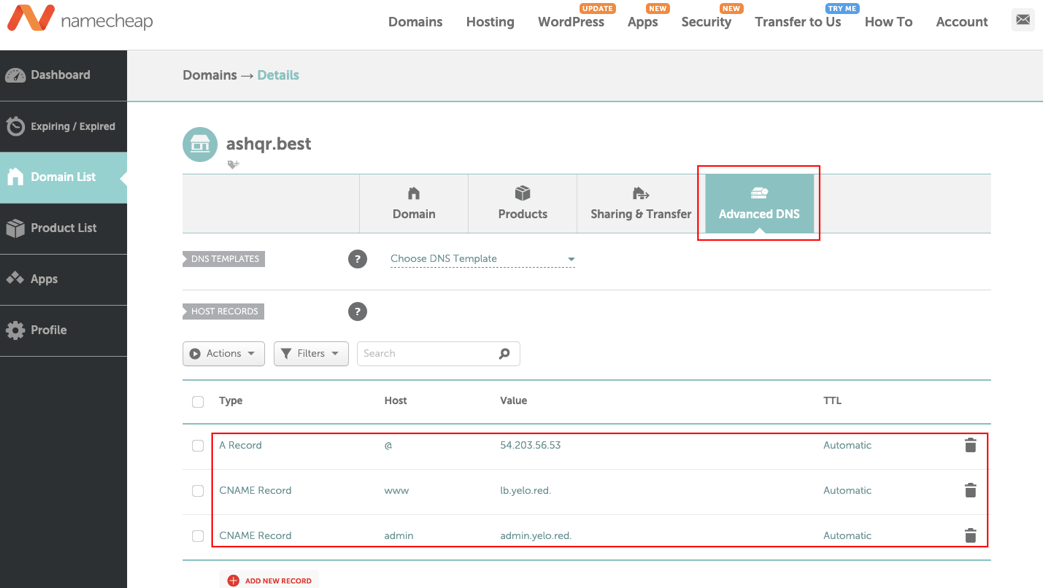 namecheap
UPDATE NEW NEW TRY ME
Domains Hosting WordPress Apps Security Transfer to Us How To Account
Dashboard
Expiring / Expired
Domain List
Product List
Apps
Profile
Domains → Details
ashqr.best
Domain Products Sharing & Transfer Advanced DNS
DNS TEMPLATES ? Choose DNS Template
HOST RECORDS ?
Actions Filters Search
Type Host Value TTL
A Record @ 54.203.56.53 Automatic
CNAME Record www lb.yelo.red. Automatic
CNAME Record admin admin.yelo.red. Automatic
ADD NEW RECORD